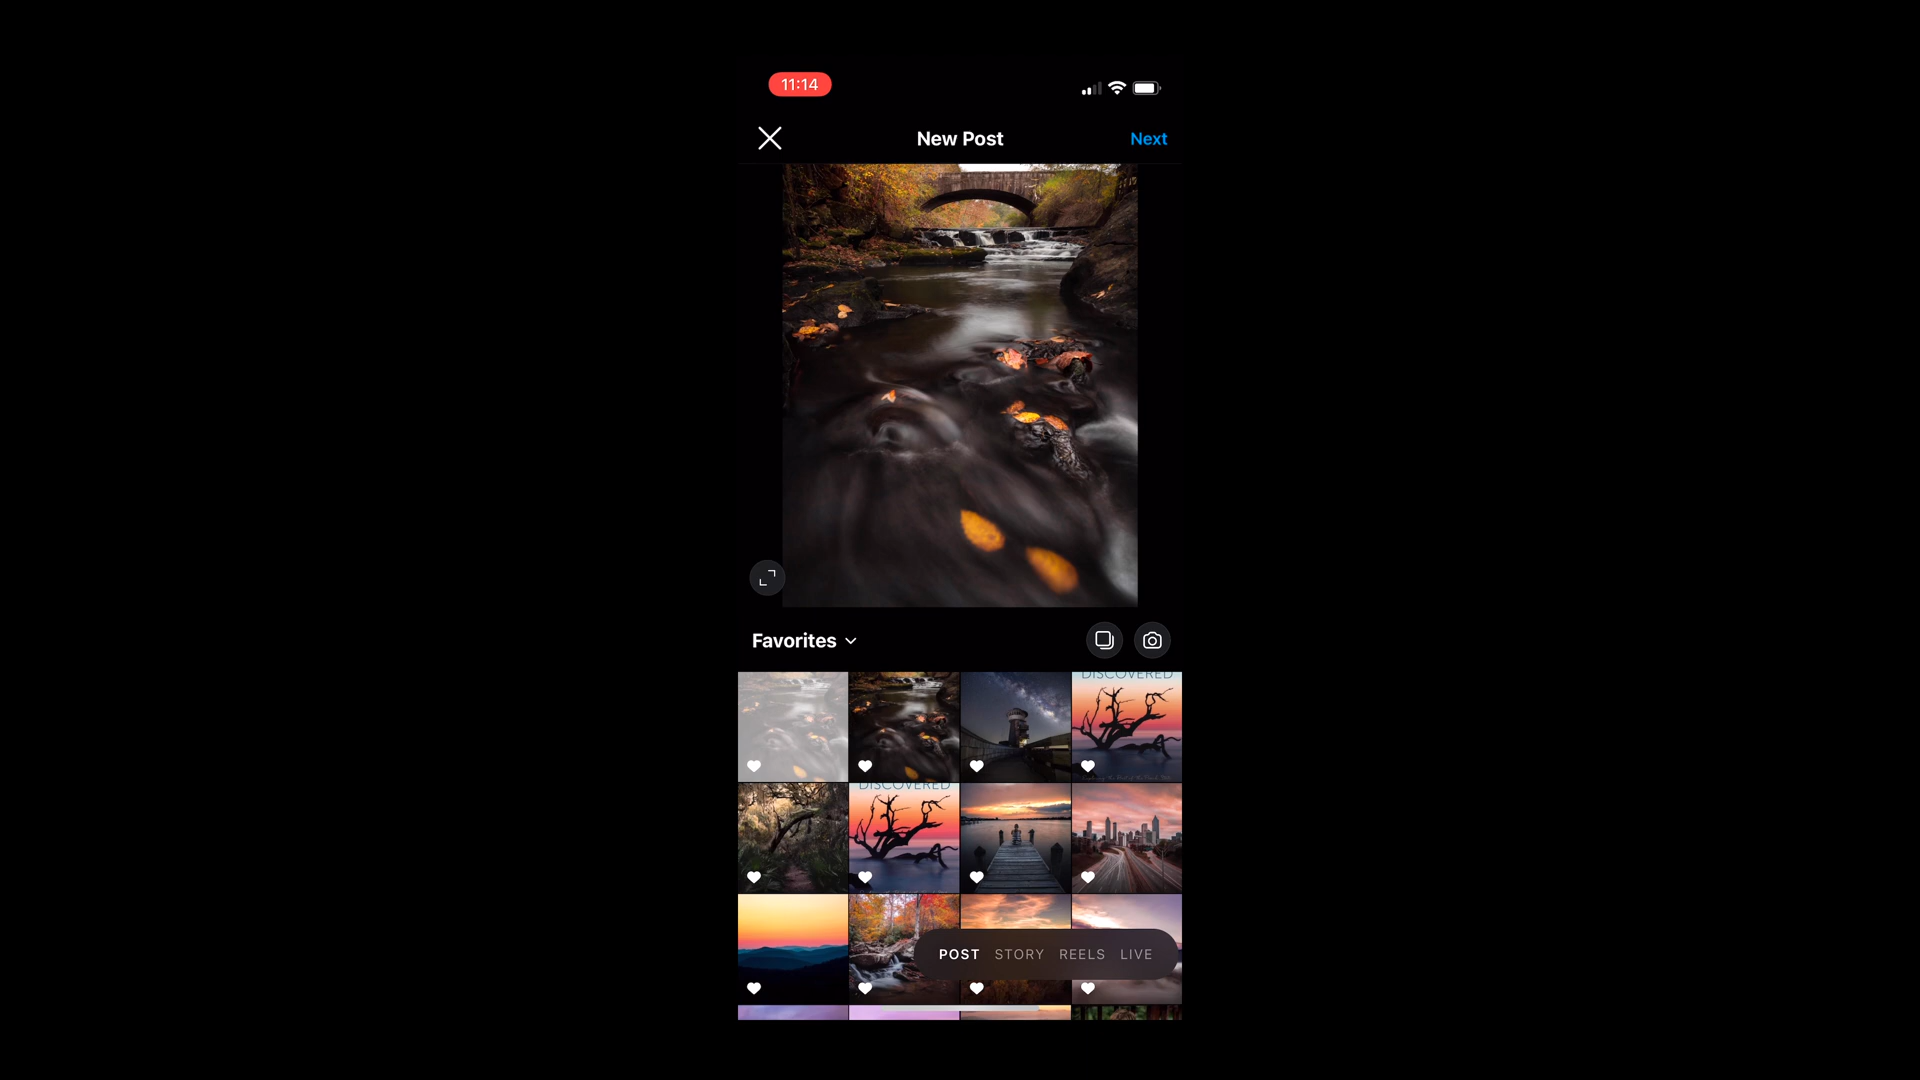 11:14
New Post
Next
Favorites
DISCOVERED
DISCOVERED
POST STORY REELS LIVE